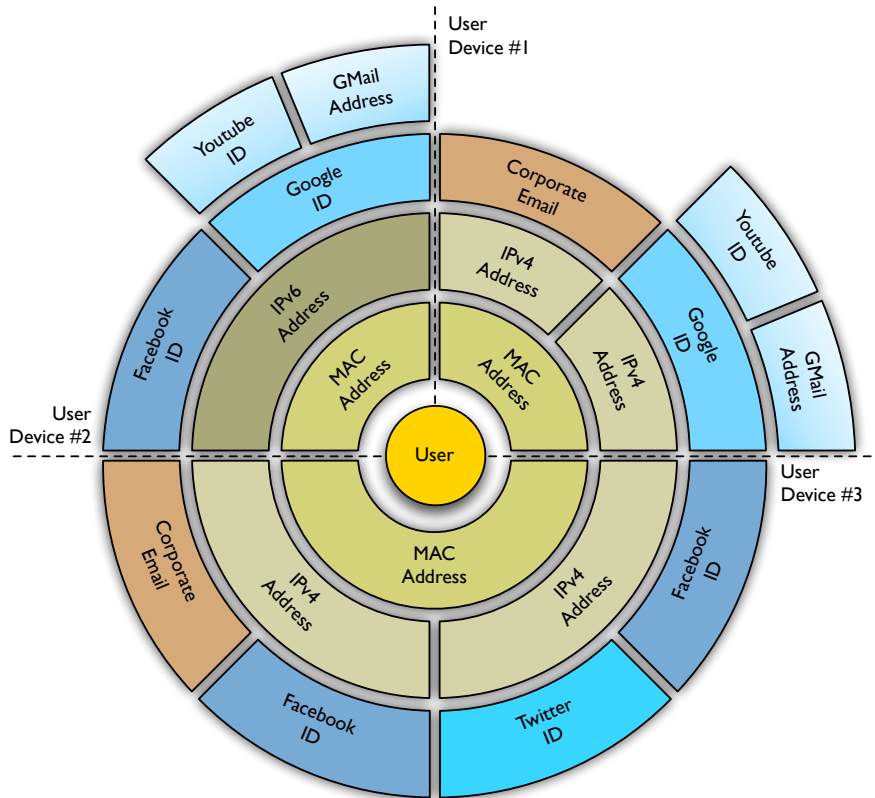 User
Device #1
GMail
Address
Youtube
ID
Google
ID
Corporate
Email
Youtube
ID
IPv4
Address
IPv6
Address
Facebook
ID
Google
ID
MAC
Address
MAC
Address
IPv4
Address
GMail
Address
User
Device #2
User
User
Device #3
Corporate
Email
MAC
Address
IPv4
Address
IPv4
Address
Facebook
ID
Facebook
ID
Twitter
ID